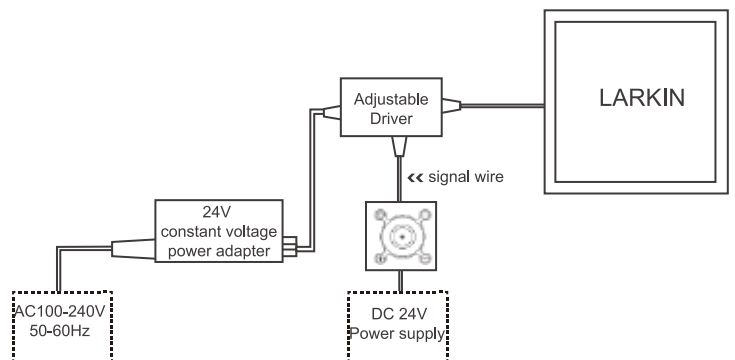 LARKIN
Adjustable
Driver
<< signal wire
24V
constant voltage
power adapter
AC100-240V
50-60Hz
DC 24V
Power supply